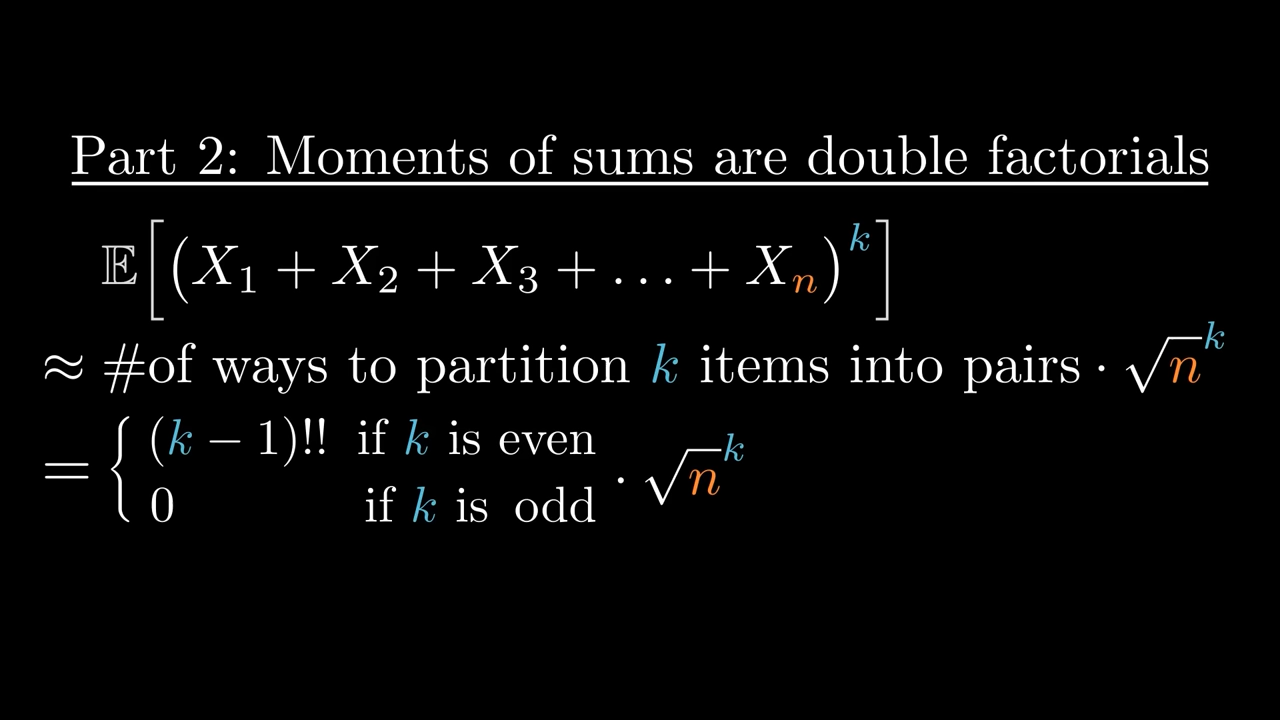 Part 2: Moments of sums are double factorials
𝔼[(X₁ + X₂ + X₃ + … + Xₙ)ᵏ]
≈ #of ways to partition k items into pairs · √nᵏ
= { (k − 1)!! if k is even · √nᵏ
0 if k is odd